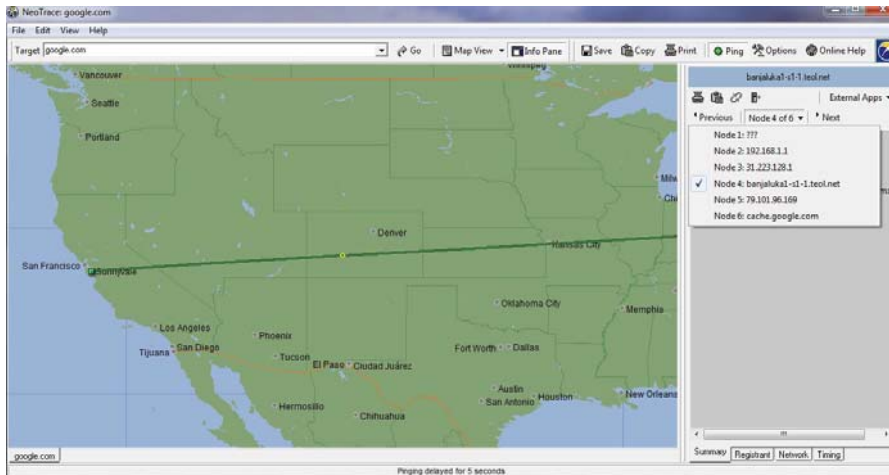 NeoTrace: google.com
File Edit View Help
Target google.com Go Map View Info Pane Save Copy Print Ping Options Online Help
Vancouver
Winnipeg
Seattle
Portland
Denver
Kansas City
San Francisco
Sunnyvale
Oklahoma City
Memphis
Los Angeles
Phoenix
Tijuana San Diego
Fort Worth Dallas
Tucson
El Paso Ciudad Juárez
Austin
Houston
New Orleans
San Antonio
Hermosillo
Chihuahua
banjaluka1-s1-1.teol.net
External Apps
Previous Node 4 of 6 Next
Node 1: ???
Node 2: 192.168.1.1
Node 3: 31.223.128.1
Node 4: banjaluka1-s1-1.teol.net
Node 5: 79.101.96.169
Node 6: cache.google.com
Summary Registrant Network Timing
google.com
Pinging delayed for 5 seconds